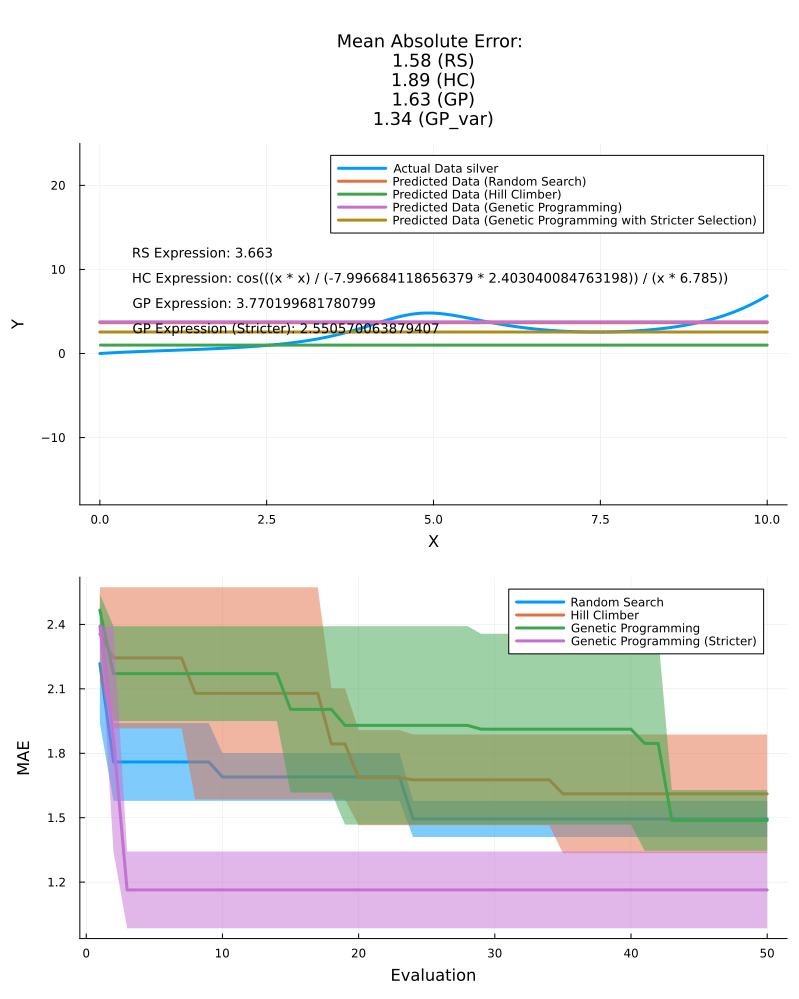 Mean Absolute Error:
1.58 (RS)
1.89 (HC)
1.63 (GP)
1.34 (GP_var)
Actual Data silver
Predicted Data (Random Search)
Predicted Data (Hill Climber)
Predicted Data (Genetic Programming)
Predicted Data (Genetic Programming with Stricter Selection)
20
10
0
−10
Y
RS Expression: 3.663
HC Expression: cos(((x * x) / (-7.996684118656379 * 2.403040084763198)) / (x * 6.785))
GP Expression: 3.770199681780799
GP Expression (Stricter): 2.550570063879407
0.0 2.5 5.0 7.5 10.0
X
Random Search
Hill Climber
Genetic Programming
Genetic Programming (Stricter)
2.4
2.1
1.8
1.5
1.2
MAE
0 10 20 30 40 50
Evaluation